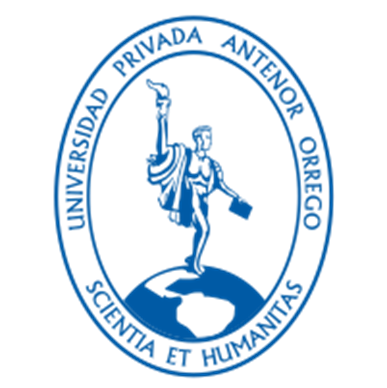 UNIVERSIDAD PRIVADA ANTENOR ORREGO
SCIENTIA ET HUMANITAS